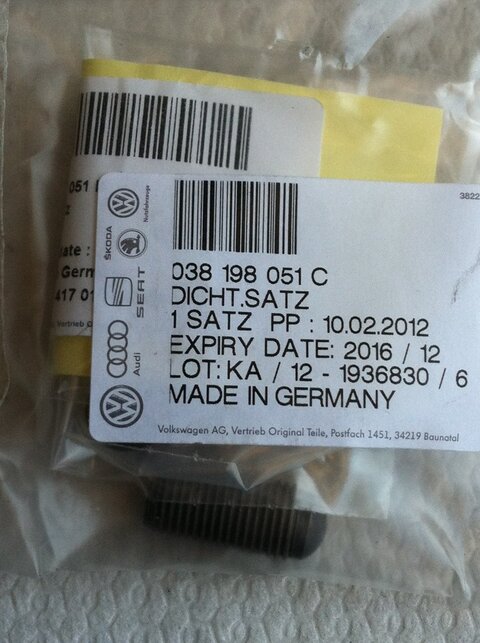 051
ate :
Germ
417 01
Vertrieb O
3822
Nutzfahrzeuge
ŠKODA
SEAT
Audi
038 198 051 C
DICHT.SATZ
1 SATZ PP : 10.02.2012
EXPIRY DATE: 2016 / 12
LOT: KA / 12 - 1936830 / 6
MADE IN GERMANY
Volkswagen AG, Vertrieb Original Teile, Postfach 1451, 34219 Baunatal